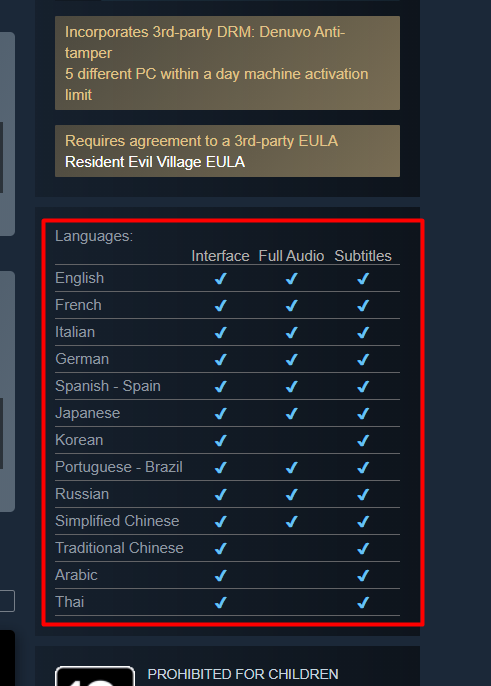 Incorporates 3rd-party DRM: Denuvo Anti-
tamper
5 different PC within a day machine activation
limit
Requires agreement to a 3rd-party EULA
Resident Evil Village EULA
Languages:
Interface Full Audio Subtitles
English ✔ ✔ ✔
French ✔ ✔ ✔
Italian ✔ ✔ ✔
German ✔ ✔ ✔
Spanish - Spain ✔ ✔ ✔
Japanese ✔ ✔ ✔
Korean ✔ ✔
Portuguese - Brazil ✔ ✔ ✔
Russian ✔ ✔ ✔
Simplified Chinese ✔ ✔ ✔
Traditional Chinese ✔ ✔
Arabic ✔ ✔
Thai ✔ ✔
PROHIBITED FOR CHILDREN